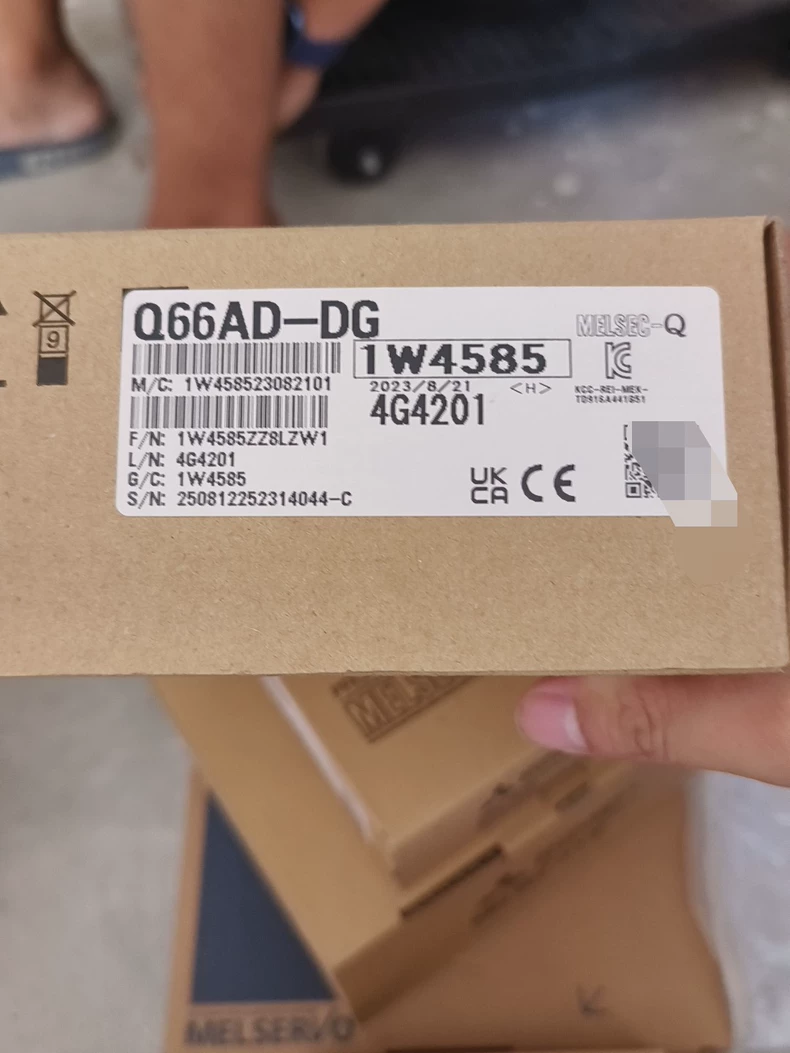 9
Q66AD-DG
MELSEC-Q
1W4585
M/C: 1W458523082101
2023/8/21 <H>
4G4201
KCC-REI-MEK-
TD916A441G51
F/N: 1W4585ZZ8LZW1
L/N: 4G4201
G/C: 1W4585
S/N: 250812252314044-C
UK
CA CE
MELSERVO
K